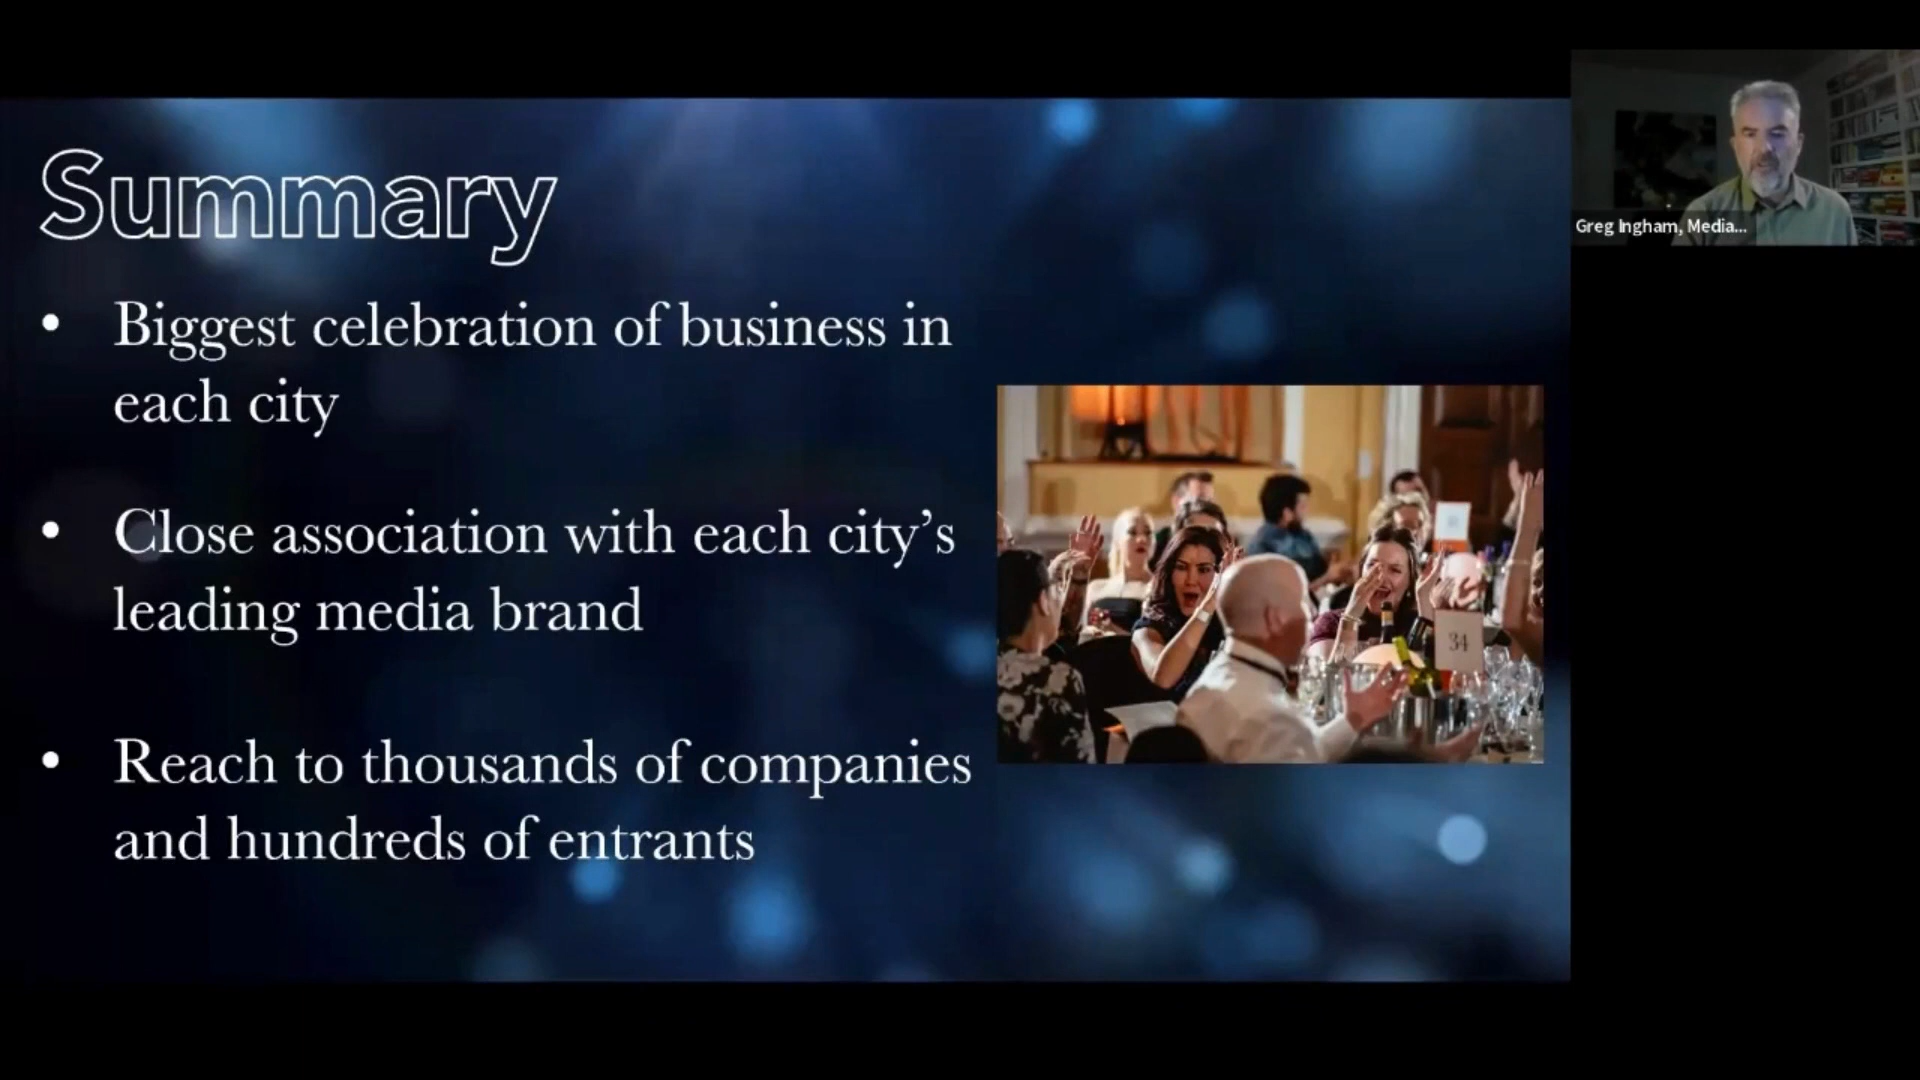 Summary
• Biggest celebration of business in
each city
• Close association with each city’s
leading media brand
• Reach to thousands of companies
and hundreds of entrants
34
Greg Ingham, Media...